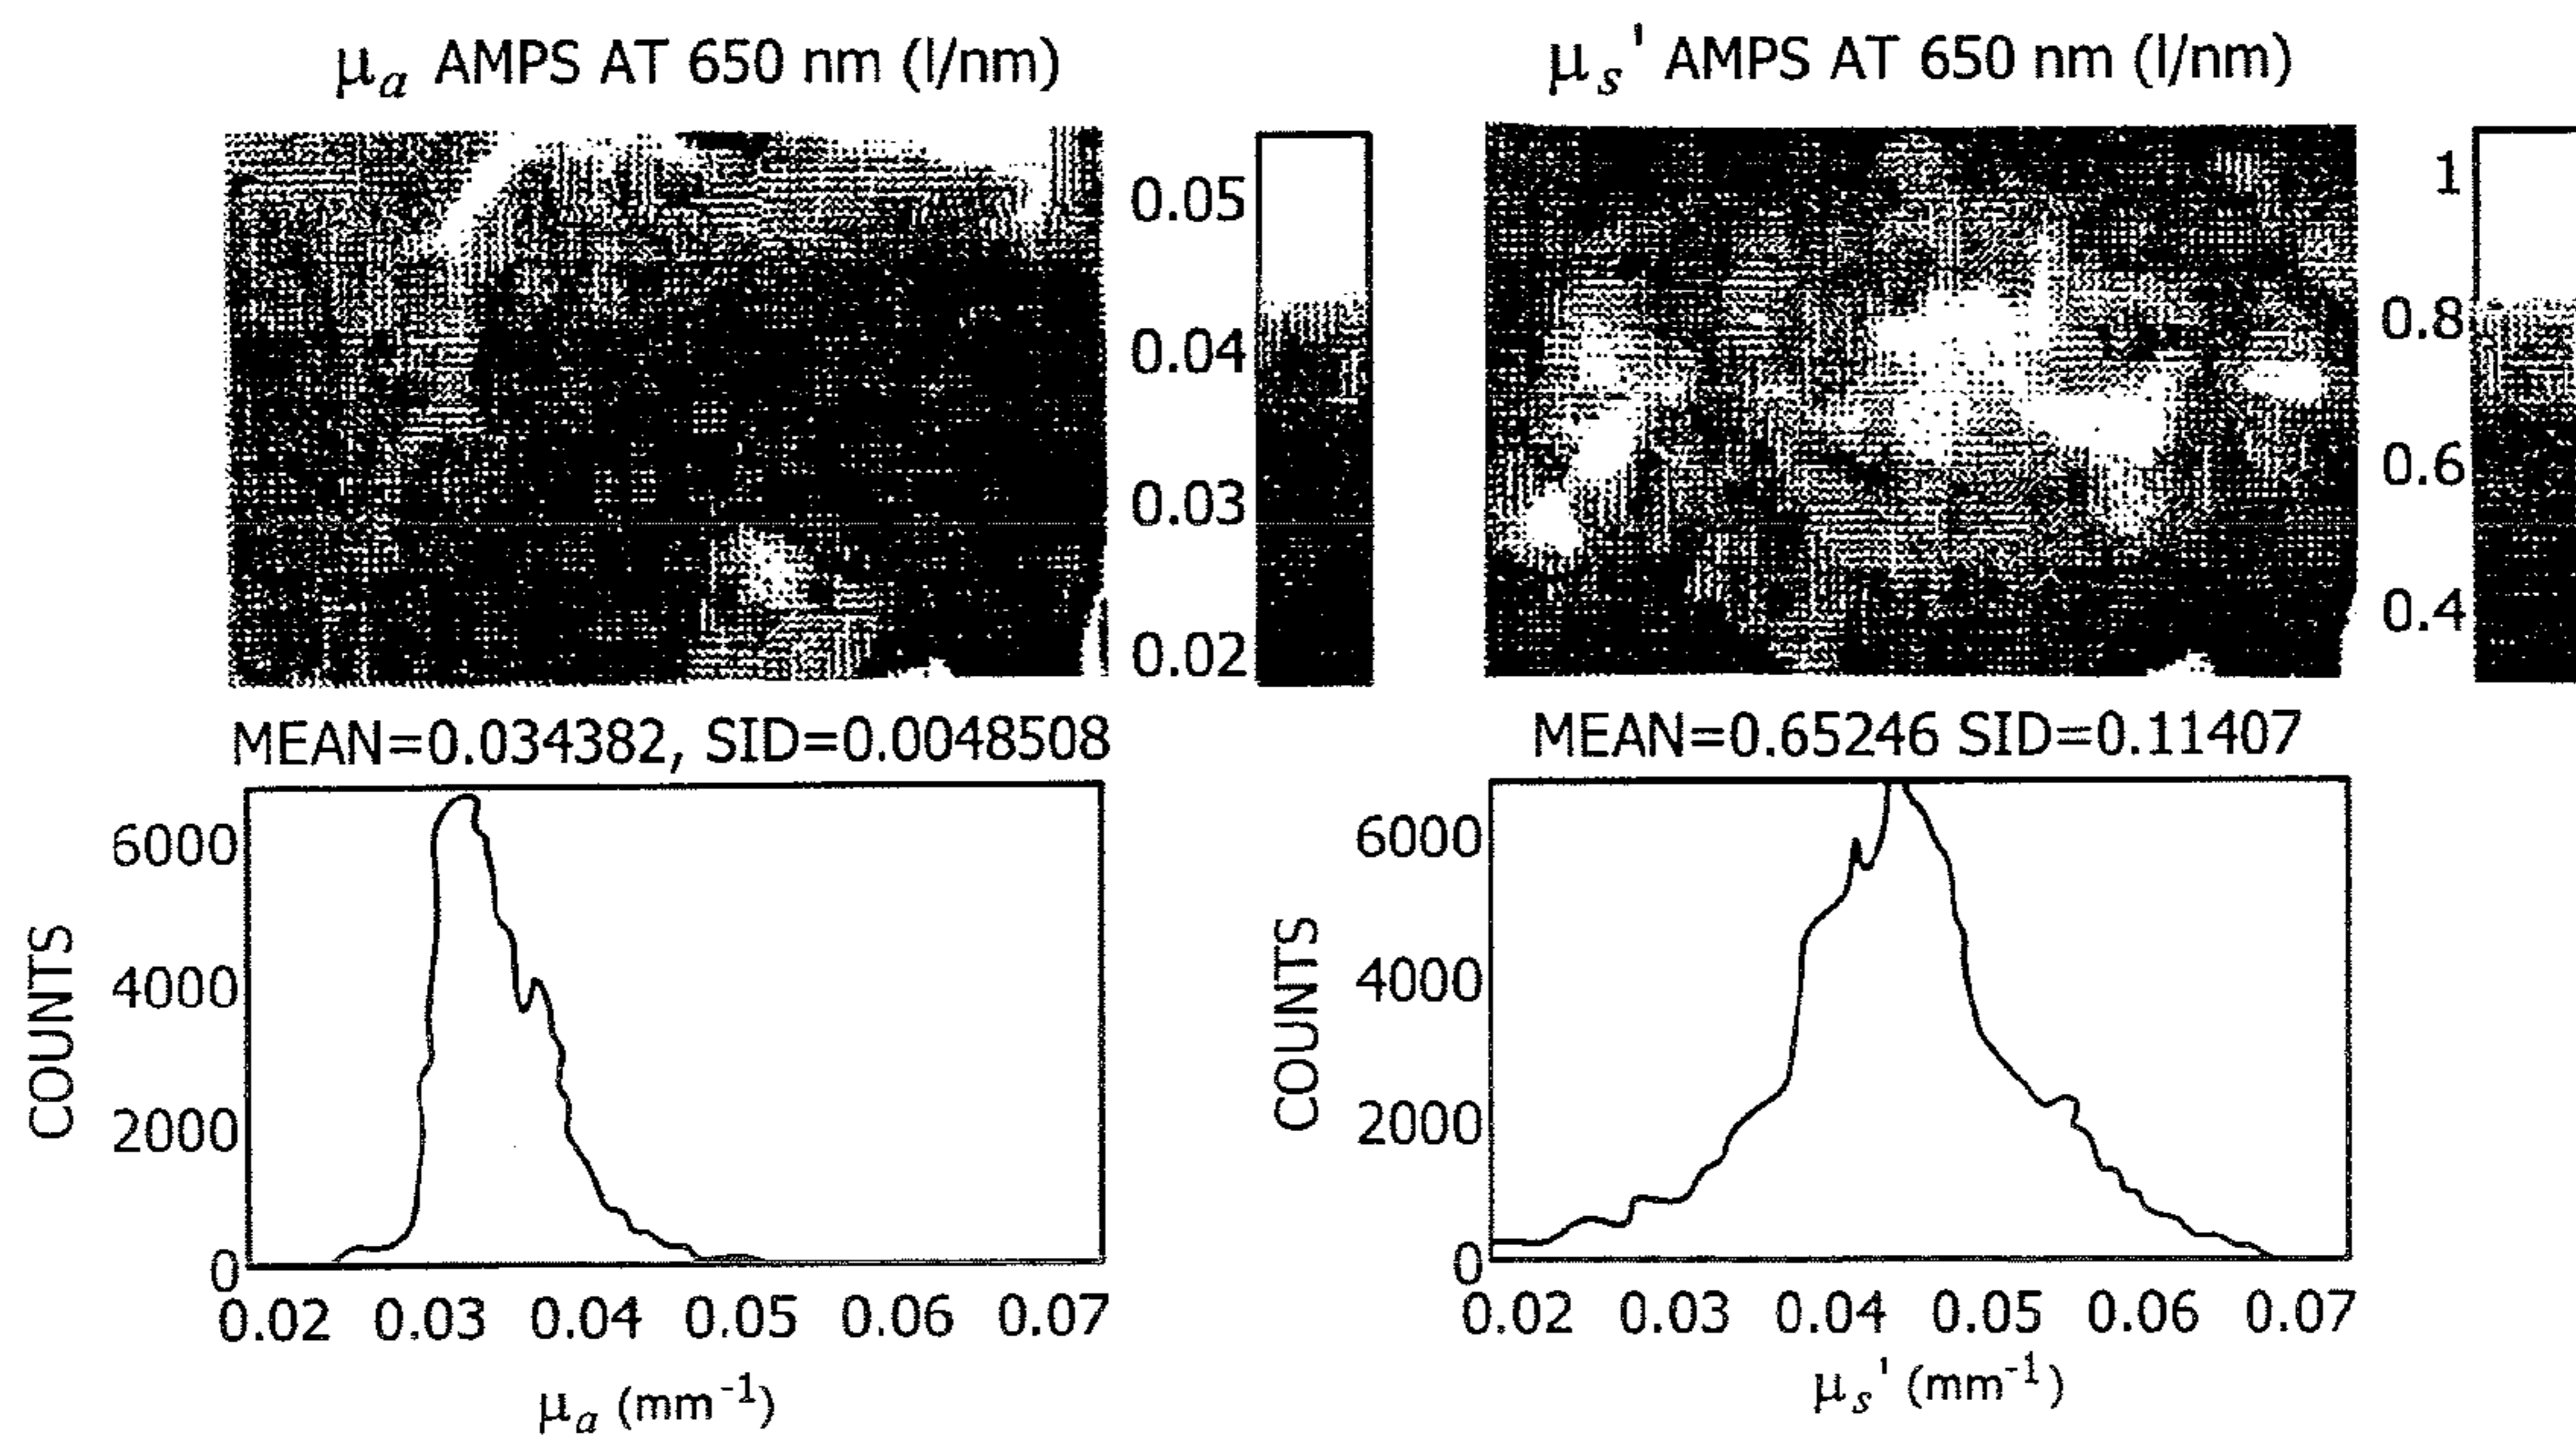 μa AMPS AT 650 nm (l/nm)
0.05
0.04
0.03
0.02
MEAN=0.034382, SID=0.0048508
COUNTS
6000
4000
2000
0
0.02 0.03 0.04 0.05 0.06 0.07
μa (mm-1)
μs' AMPS AT 650 nm (l/nm)
1
0.8
0.6
0.4
MEAN=0.65246 SID=0.11407
COUNTS
6000
4000
2000
0
0.02 0.03 0.04 0.05 0.06 0.07
μs' (mm-1)